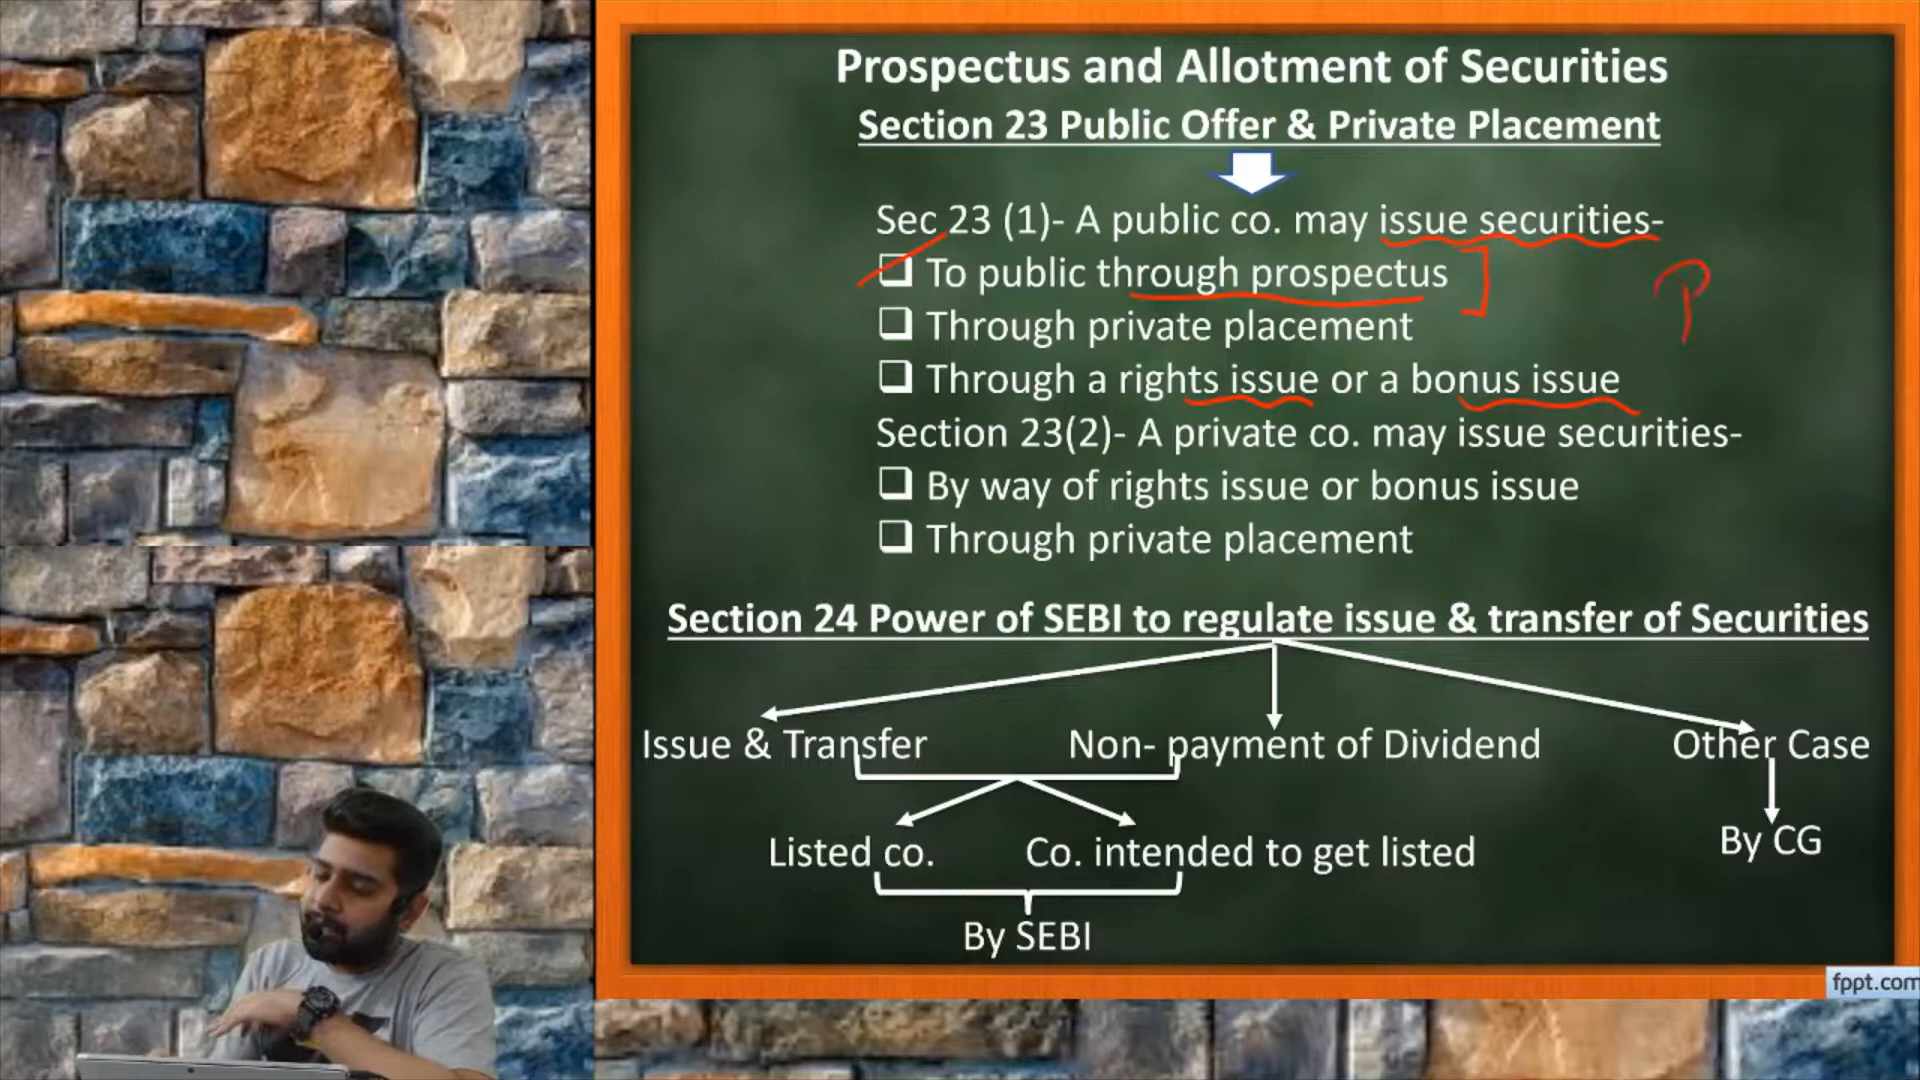 Prospectus and Allotment of Securities
Section 23 Public Offer & Private Placement
Sec 23 (1)- A public co. may issue securities-
To public through prospectus
Through private placement
Through a rights issue or a bonus issue
Section 23(2)- A private co. may issue securities-
By way of rights issue or bonus issue
Through private placement
Section 24 Power of SEBI to regulate issue & transfer of Securities
Issue & Transfer
Non- payment of Dividend
Other Case
Listed co.
Co. intended to get listed
By CG
By SEBI
fppt.com